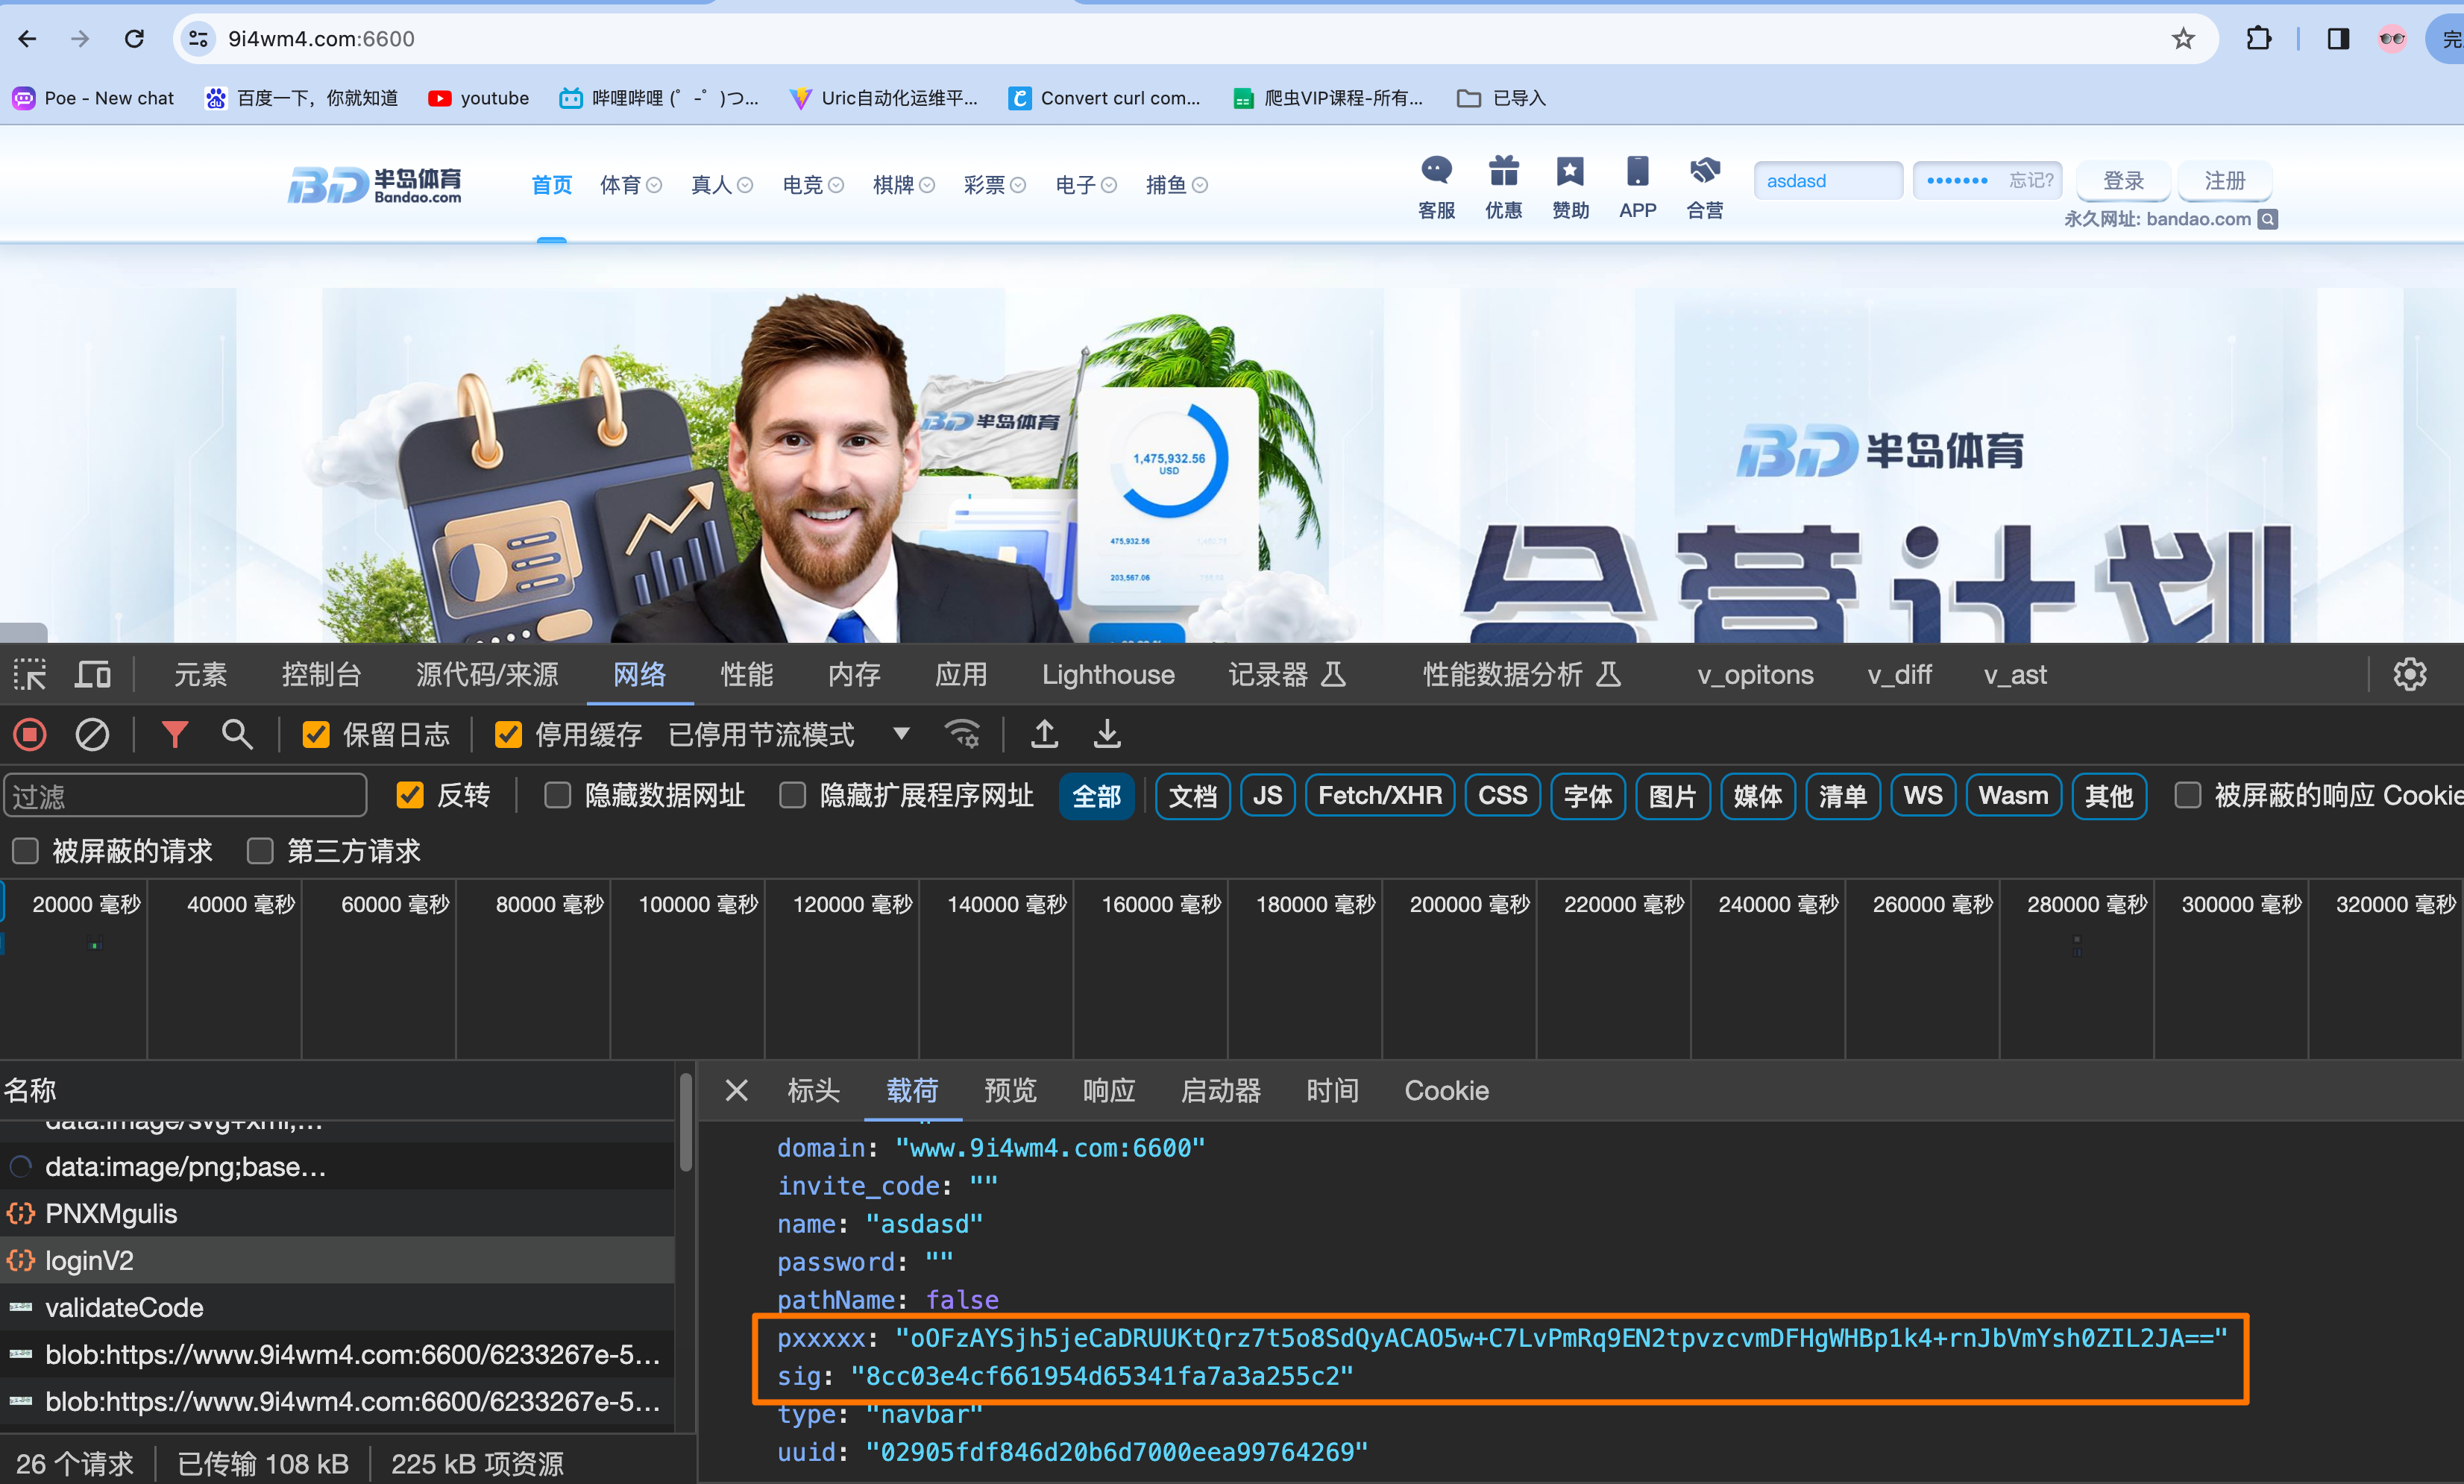 9i4wm4.com:6600
完
Poe - New chat
百度一下，你就知道
youtube
哔哩哔哩 (゜-゜)つ...
Uric自动化运维平...
Convert curl com...
爬虫VIP课程-所有...
已导入
BD 半岛体育
Bandao.com
首页
体育
真人
电竞
棋牌
彩票
电子
捕鱼
客服
优惠
赞助
APP
合营
asdasd
•••••••
忘记?
登录
注册
永久网址: bandao.com
BD 半岛体育
1,475,932.56
USD
475,932.56
203,567.06
BD 半岛体育
合营计划
元素
控制台
源代码/来源
网络
性能
内存
应用
Lighthouse
记录器
性能数据分析
v_opitons
v_diff
v_ast
保留日志
停用缓存
已停用节流模式
过滤
反转
隐藏数据网址
隐藏扩展程序网址
全部
文档
JS
Fetch/XHR
CSS
字体
图片
媒体
清单
WS
Wasm
其他
被屏蔽的响应 Cookie
被屏蔽的请求
第三方请求
20000 毫秒
40000 毫秒
60000 毫秒
80000 毫秒
100000 毫秒
120000 毫秒
140000 毫秒
160000 毫秒
180000 毫秒
200000 毫秒
220000 毫秒
240000 毫秒
260000 毫秒
280000 毫秒
300000 毫秒
320000 毫秒
名称
data:image/svg+xml;...
data:image/png;base...
PNXMgulis
loginV2
validateCode
blob:https://www.9i4wm4.com:6600/6233267e-5...
blob:https://www.9i4wm4.com:6600/6233267e-5...
26 个请求
已传输 108 kB
225 kB 项资源
标头
载荷
预览
响应
启动器
时间
Cookie
domain: "www.9i4wm4.com:6600"
invite_code: ""
name: "asdasd"
password: ""
pathName: false
pxxxxx: "oOFzAYSjh5jeCaDRUUKtQrz7t5o8SdQyACAO5w+C7LvPmRq9EN2tpvzcvmDFHgWHBp1k4+rnJbVmYsh0ZIL2JA=="
sig: "8cc03e4cf661954d65341fa7a3a255c2"
type: "navbar"
uuid: "02905fdf846d20b6d7000eea99764269"